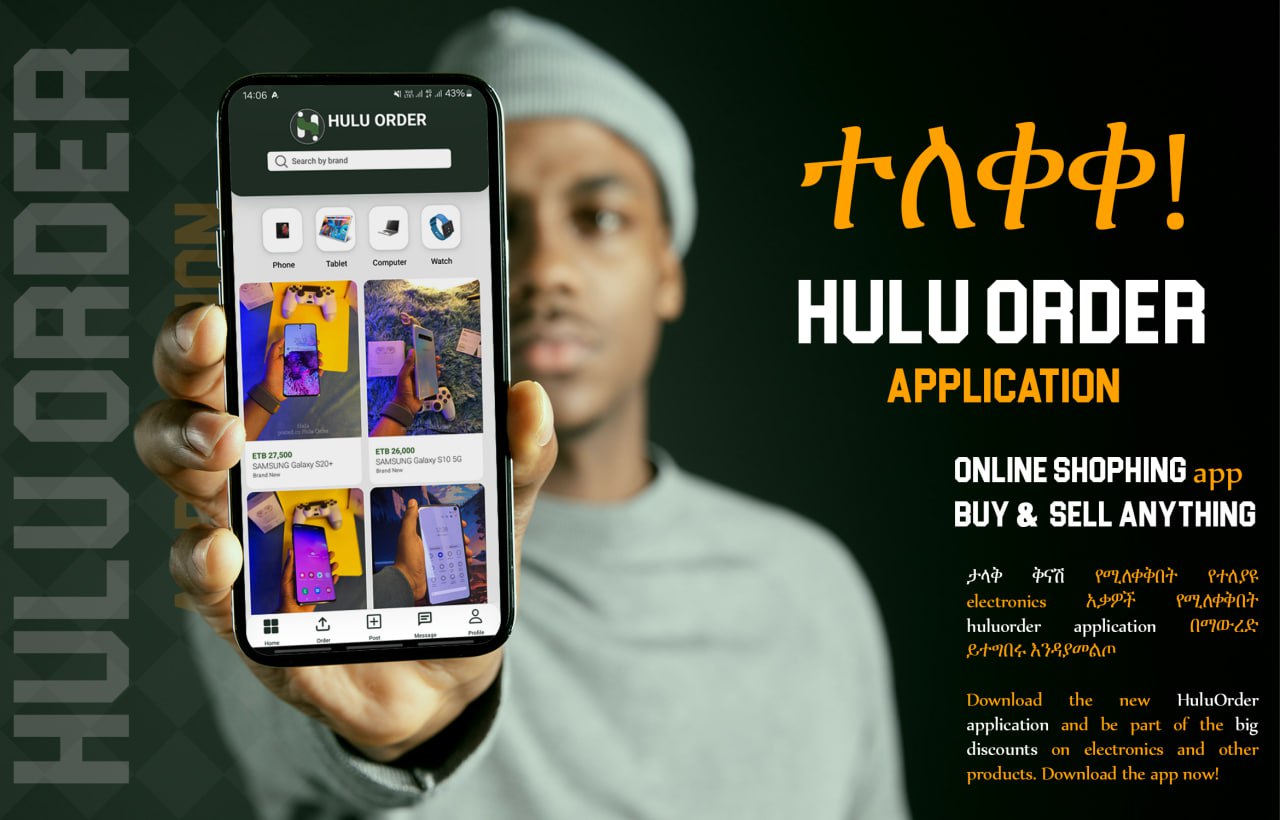 HULU ORDER
14:06
43%
HULU ORDER
Search by brand
Phone Tablet Computer Watch
ETB 27,500
SAMSUNG Galaxy S20+
Brand New
ETB 26,000
SAMSUNG Galaxy S10 5G
Brand New
Home Order Post Message Profile
ተለቀቀ!
HULU ORDER
APPLICATION
ONLINE SHOPHING app
BUY & SELL ANYTHING
ታላቅ ቅናሽ የሚለቀቅበት የተለያዩ
electronics እቃዎች የሚለቀቅበት
huluorder application በማውረድ
ይተግበሩ እንዳያመልጦ
Download the new HuluOrder
application and be part of the big
discounts on electronics and other
products. Download the app now!